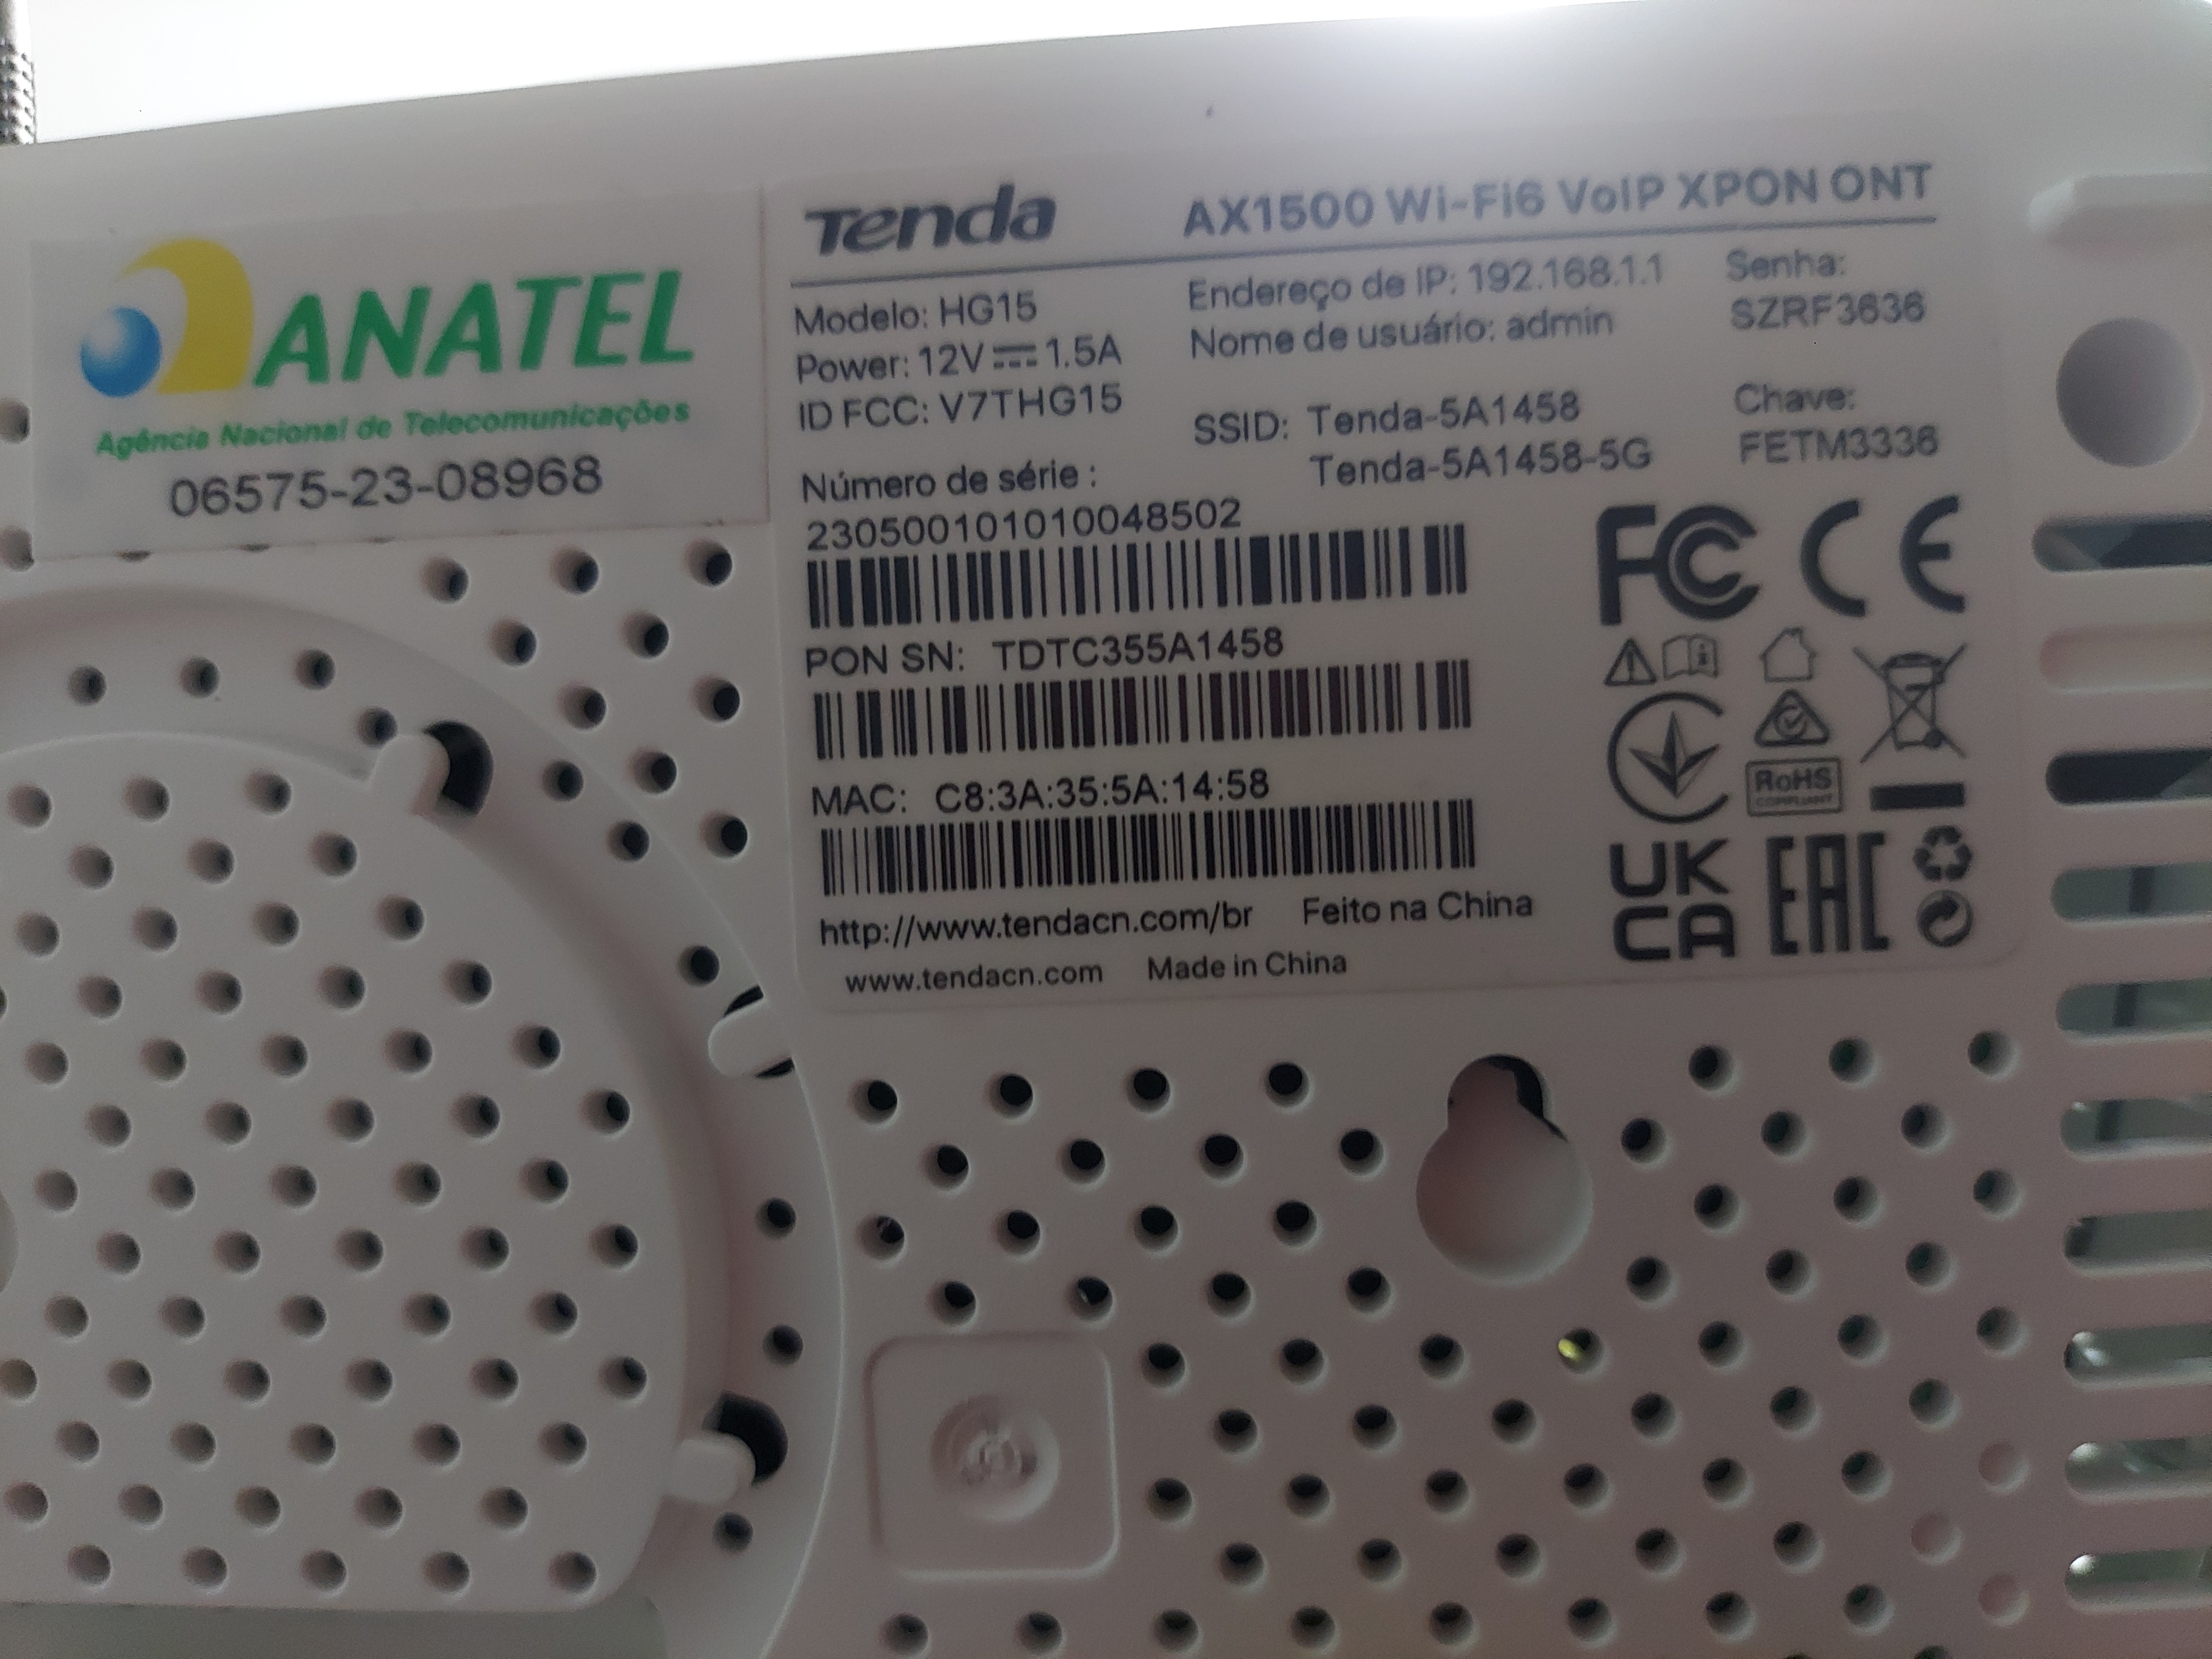 ANATEL
Agência Nacional de Telecomunicações
06575-23-08968
Tenda
AX1500 Wi-Fi6 VoIP XPON ONT
Modelo: HG15
Power: 12V 1.5A
ID FCC: V7THG15
Endereço de IP: 192.168.1.1
Nome de usuário: admin
Senha:
SZRF3636
SSID: Tenda-5A1458
Tenda-5A1458-5G
Chave:
FETM3336
Número de série :
230500101010048502
PON SN: TDTC355A1458
MAC: C8:3A:35:5A:14:58
http://www.tendacn.com/br Feito na China
www.tendacn.com Made in China
FC CE
RoHS
COMPLIANT
UK
CA
EAC